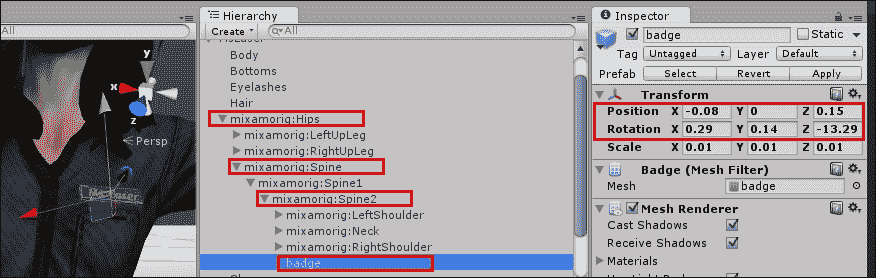 All
y
x
z
Persp
Hierarchy
Create
All
Body
Bottoms
Eyelashes
Hair
mixamorig:Hips
mixamorig:LeftUpLeg
mixamorig:RightUpLeg
mixamorig:Spine
mixamorig:Spine1
mixamorig:Spine2
mixamorig:LeftShoulder
mixamorig:Neck
mixamorig:RightShoulder
badge
Inspector
badge
Static
Tag Untagged Layer Default
Prefab Select Revert Apply
Transform
Position X -0.08 Y 0 Z 0.15
Rotation X 0.29 Y 0.14 Z -13.29
Scale X 0.01 Y 0.01 Z 0.01
Badge (Mesh Filter)
Mesh badge
Mesh Renderer
Cast Shadows
Receive Shadows
Materials